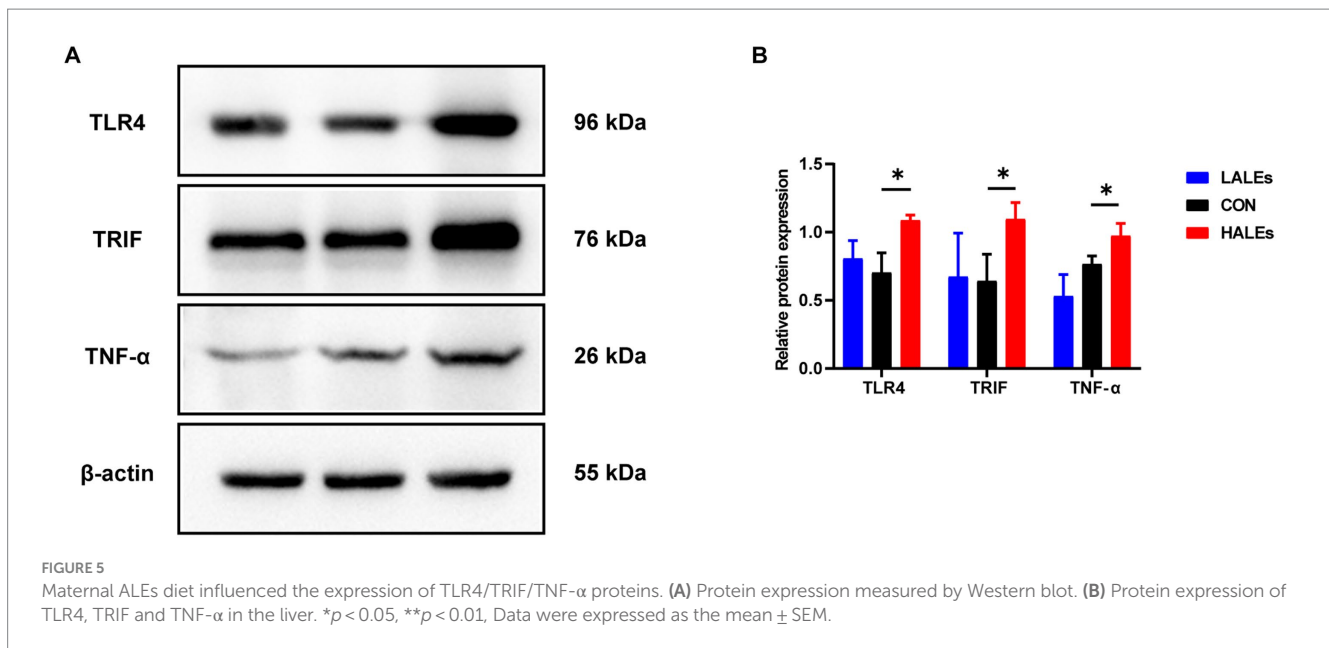 A
TLR4
96 kDa
TRIF
76 kDa
TNF-α
26 kDa
β-actin
55 kDa
B
Relative protein expression
1.5
1.0
0.5
0.0
* * *
TLR4 TRIF TNF-α
LALEs
CON
HALEs
FIGURE 5
Maternal ALEs diet influenced the expression of TLR4/TRIF/TNF-α proteins. (A) Protein expression measured by Western blot. (B) Protein expression of
TLR4, TRIF and TNF-α in the liver. *p < 0.05, **p < 0.01, Data were expressed as the mean ± SEM.